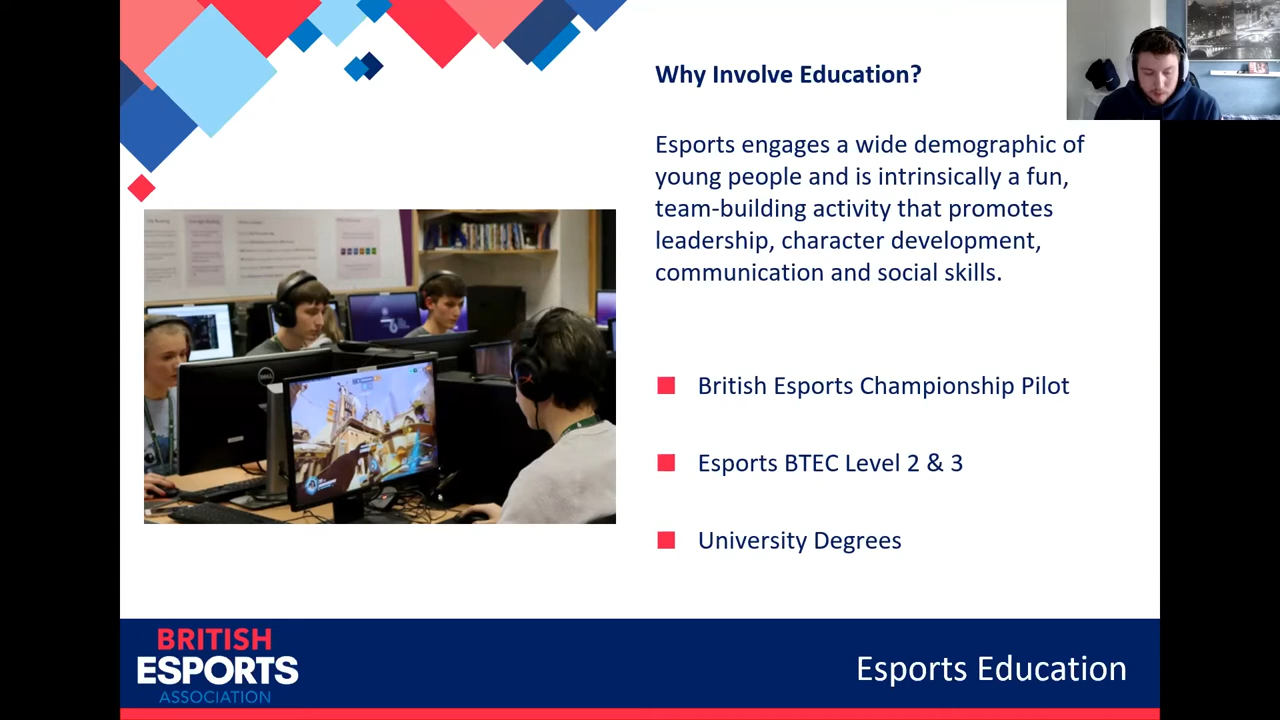 Why Involve Education?
Esports engages a wide demographic of
young people and is intrinsically a fun,
team-building activity that promotes
leadership, character development,
communication and social skills.
British Esports Championship Pilot
Esports BTEC Level 2 & 3
University Degrees
DELL
BRITISH
ESPORTS
ASSOCIATION
Esports Education